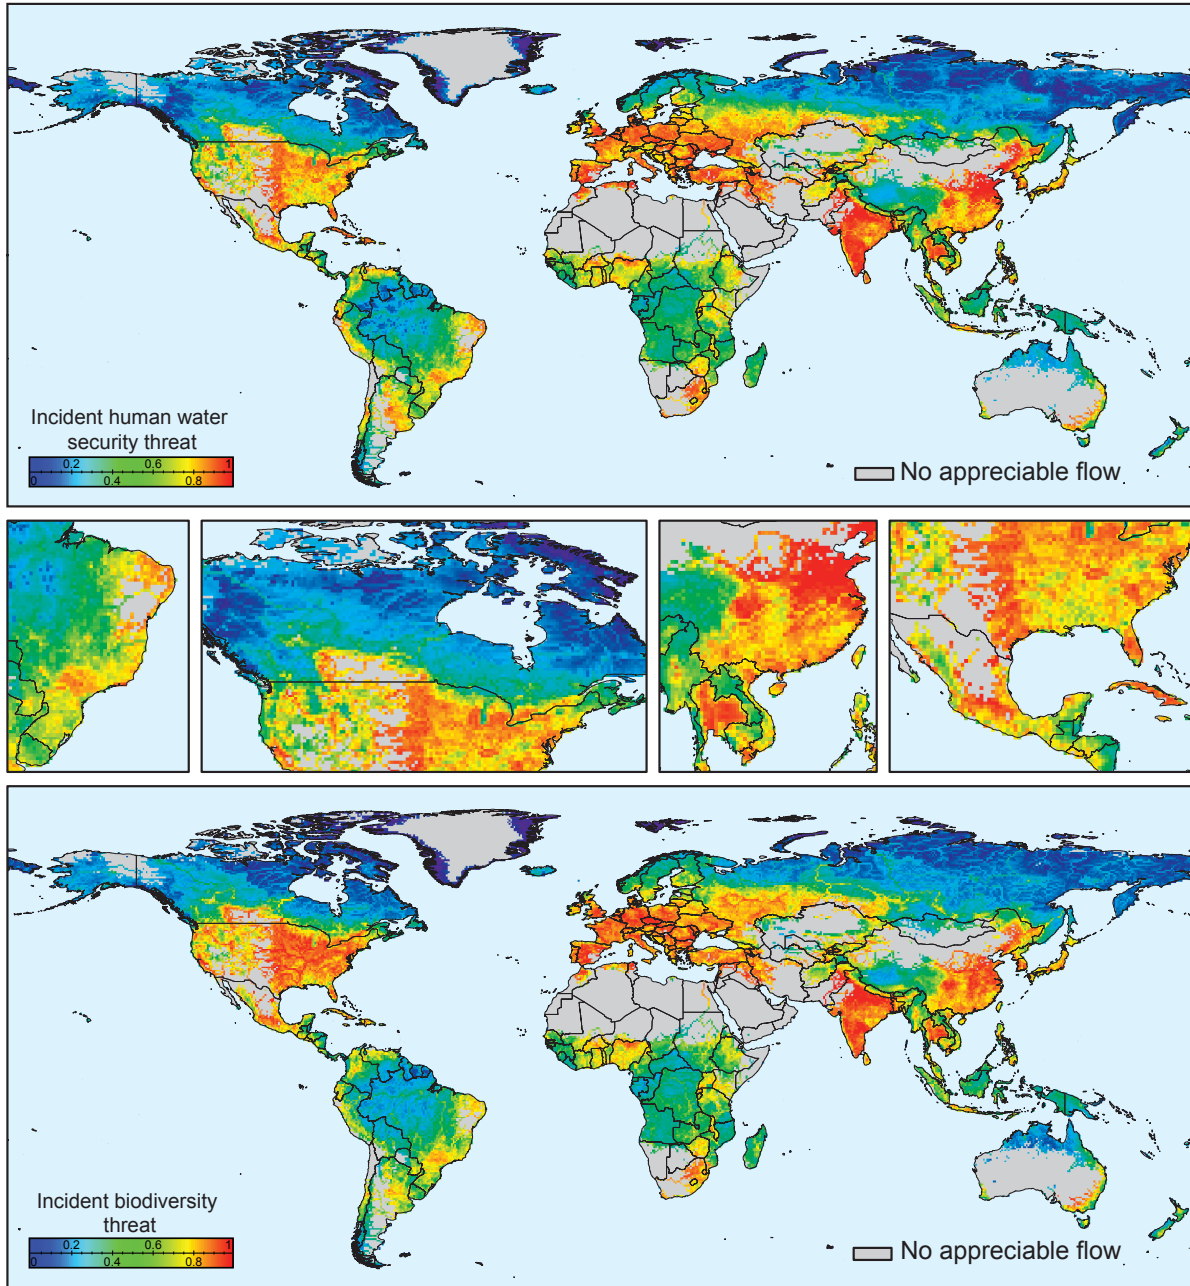 Incident human water
security threat
0.2 0.6 1
0 0.4 0.8
No appreciable flow
Incident biodiversity
threat
0.2 0.6 1
0 0.4 0.8
No appreciable flow